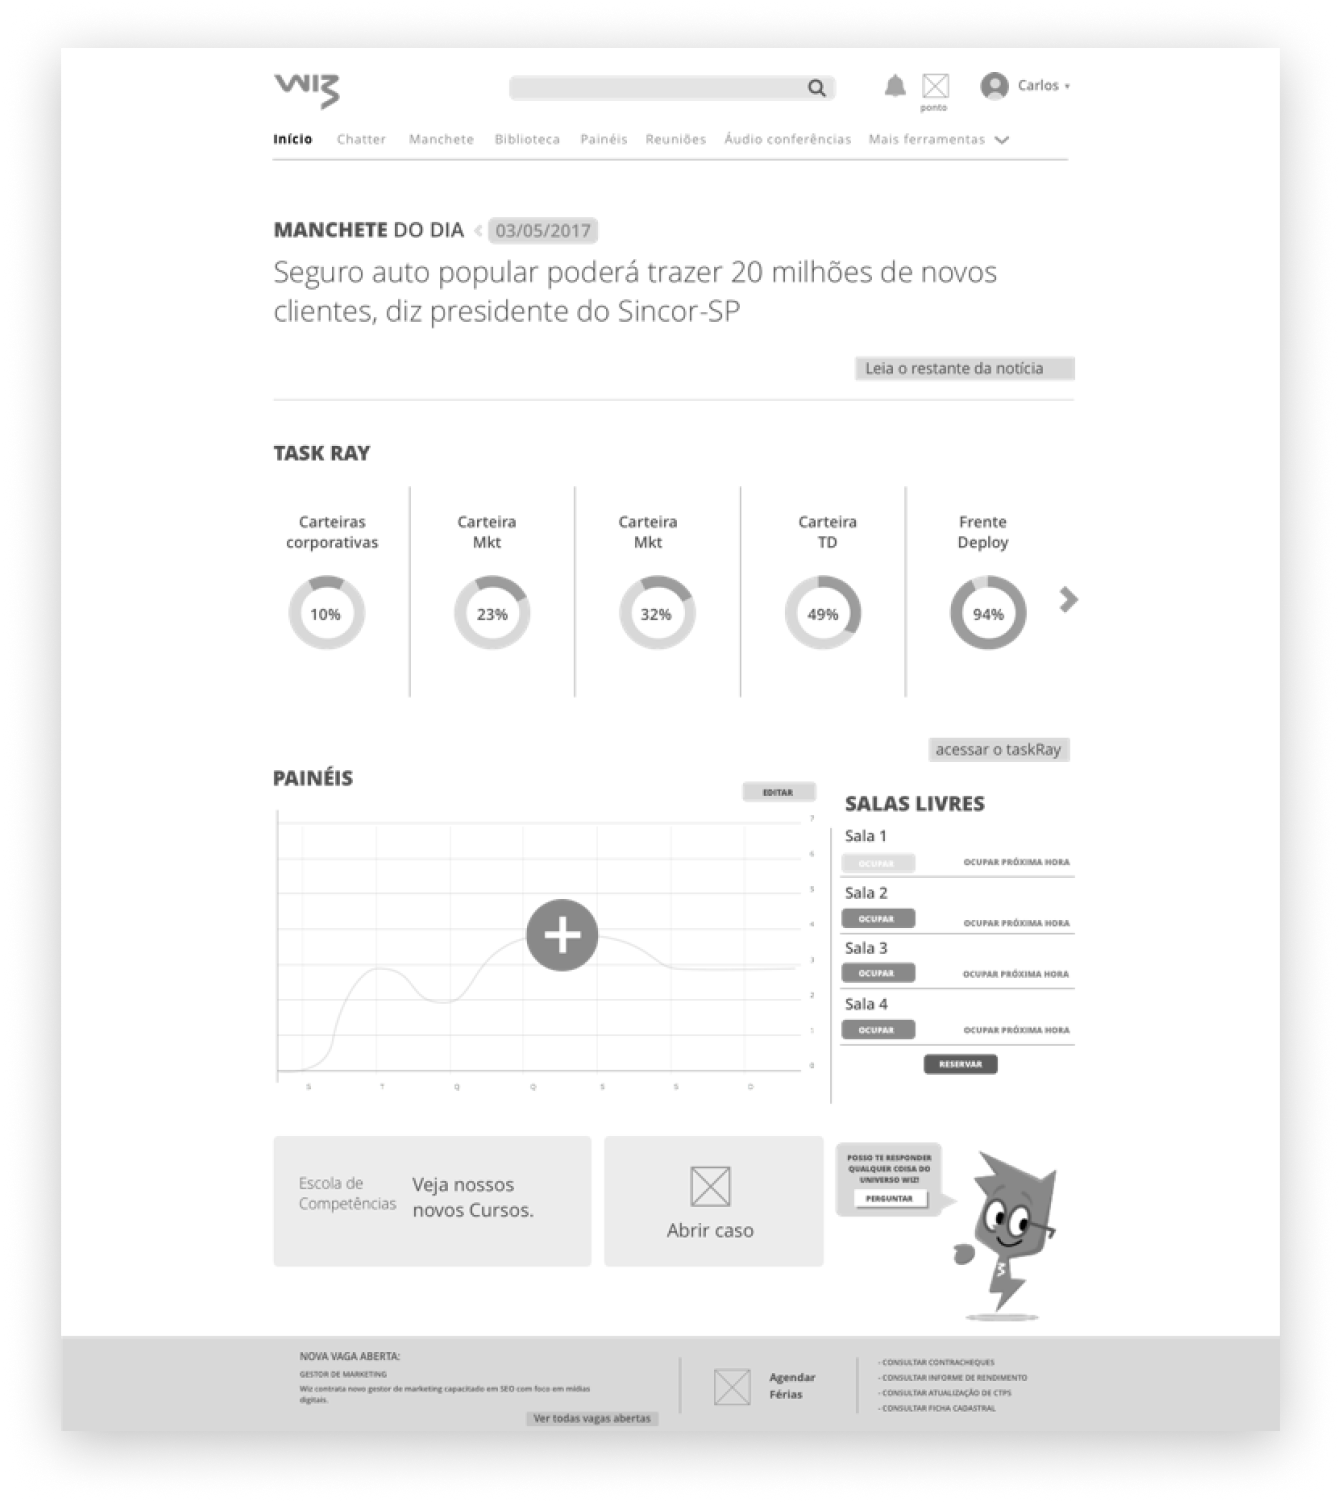 wiz
ponto
Carlos
Início Chatter Manchete Biblioteca Painéis Reuniões Áudio conferências Mais ferramentas
MANCHETE DO DIA < 03/05/2017
Seguro auto popular poderá trazer 20 milhões de novos
clientes, diz presidente do Sincor-SP
Leia o restante da notícia
TASK RAY
Carteiras
corporativas
10%
Carteira
Mkt
23%
Carteira
Mkt
32%
Carteira
TD
49%
Frente
Deploy
94%
acessar o taskRay
PAINÉIS
EDITAR
7
6
5
4
3
2
1
0
S T Q Q S S D
SALAS LIVRES
Sala 1
OCUPAR OCUPAR PRÓXIMA HORA
Sala 2
OCUPAR OCUPAR PRÓXIMA HORA
Sala 3
OCUPAR OCUPAR PRÓXIMA HORA
Sala 4
OCUPAR OCUPAR PRÓXIMA HORA
RESERVAR
Escola de
Competências
Veja nossos
novos Cursos.
Abrir caso
POSSO TE RESPONDER
QUALQUER COISA DO
UNIVERSO WIZ!
PERGUNTAR
NOVA VAGA ABERTA:
GESTOR DE MARKETING
Wiz contrata novo gestor de marketing capacitado em SEO com foco em mídias
digitais.
Ver todas vagas abertas
Agendar
Férias
- CONSULTAR CONTRACHEQUES
- CONSULTAR INFORME DE RENDIMENTO
- CONSULTAR ATUALIZAÇÃO DE CTPS
- CONSULTAR FICHA CADASTRAL